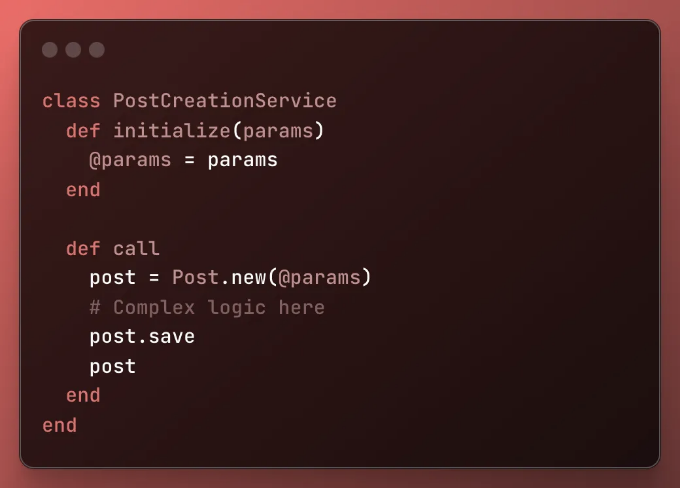 class PostCreationService
  def initialize(params)
    @params = params
  end

  def call
    post = Post.new(@params)
    # Complex logic here
    post.save
    post
  end
end